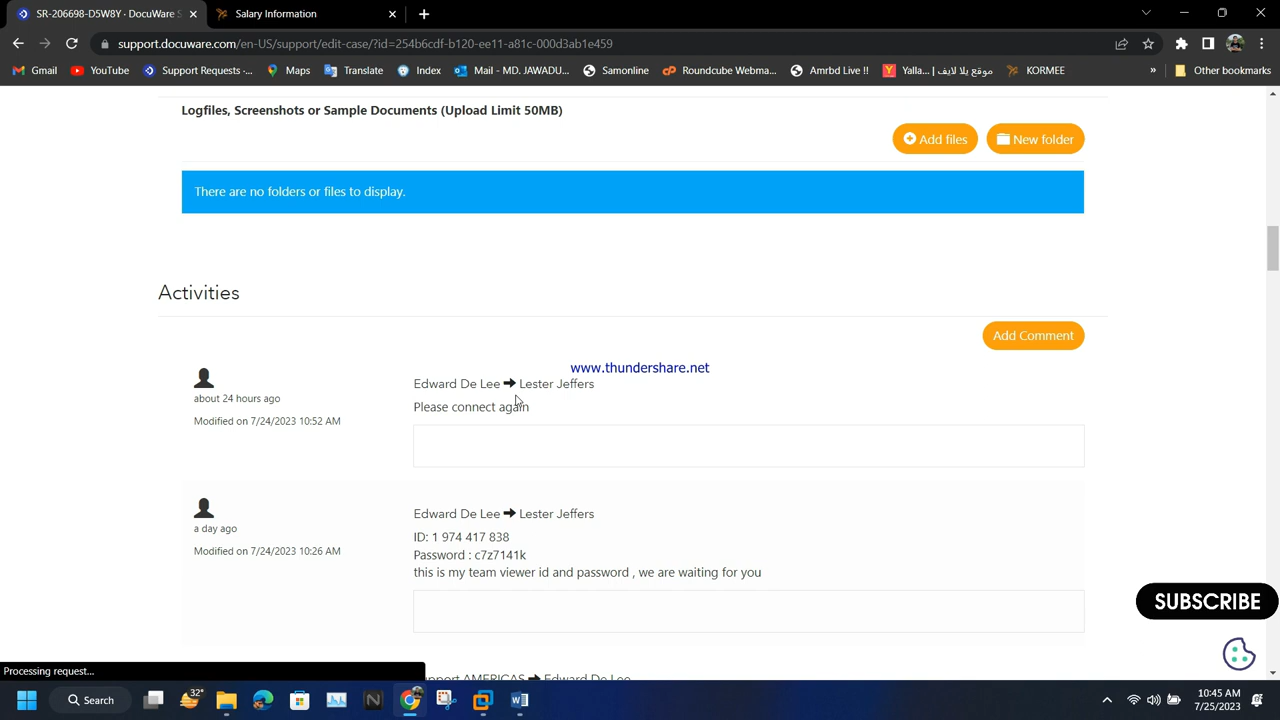 SR-206698-D5W8Y - DocuWare S
Salary Information
support.docuware.com/en-US/support/edit-case/?id=254b6cdf-b120-ee11-a81c-000d3ab1e459
Gmail
YouTube
Support Requests -...
Maps
Translate
Index
Mail - MD. JAWADU...
Samonline
Roundcube Webma...
Amrbd Live !!
Yalla... | موقع يلا لايف
KORMEE
»
Other bookmarks
Logfiles, Screenshots or Sample Documents (Upload Limit 50MB)
Add files
New folder
There are no folders or files to display.
Activities
Add Comment
www.thundershare.net
Edward De Lee
Lester Jeffers
about 24 hours ago
Please connect again
Modified on 7/24/2023 10:52 AM
Edward De Lee
Lester Jeffers
a day ago
ID: 1 974 417 838
Modified on 7/24/2023 10:26 AM
Password : c7z7141k
this is my team viewer id and password , we are waiting for you
SUBSCRIBE
Processing request...
Support AMERICAS
Edward De Lee
Search
32°
10:45 AM
7/25/2023